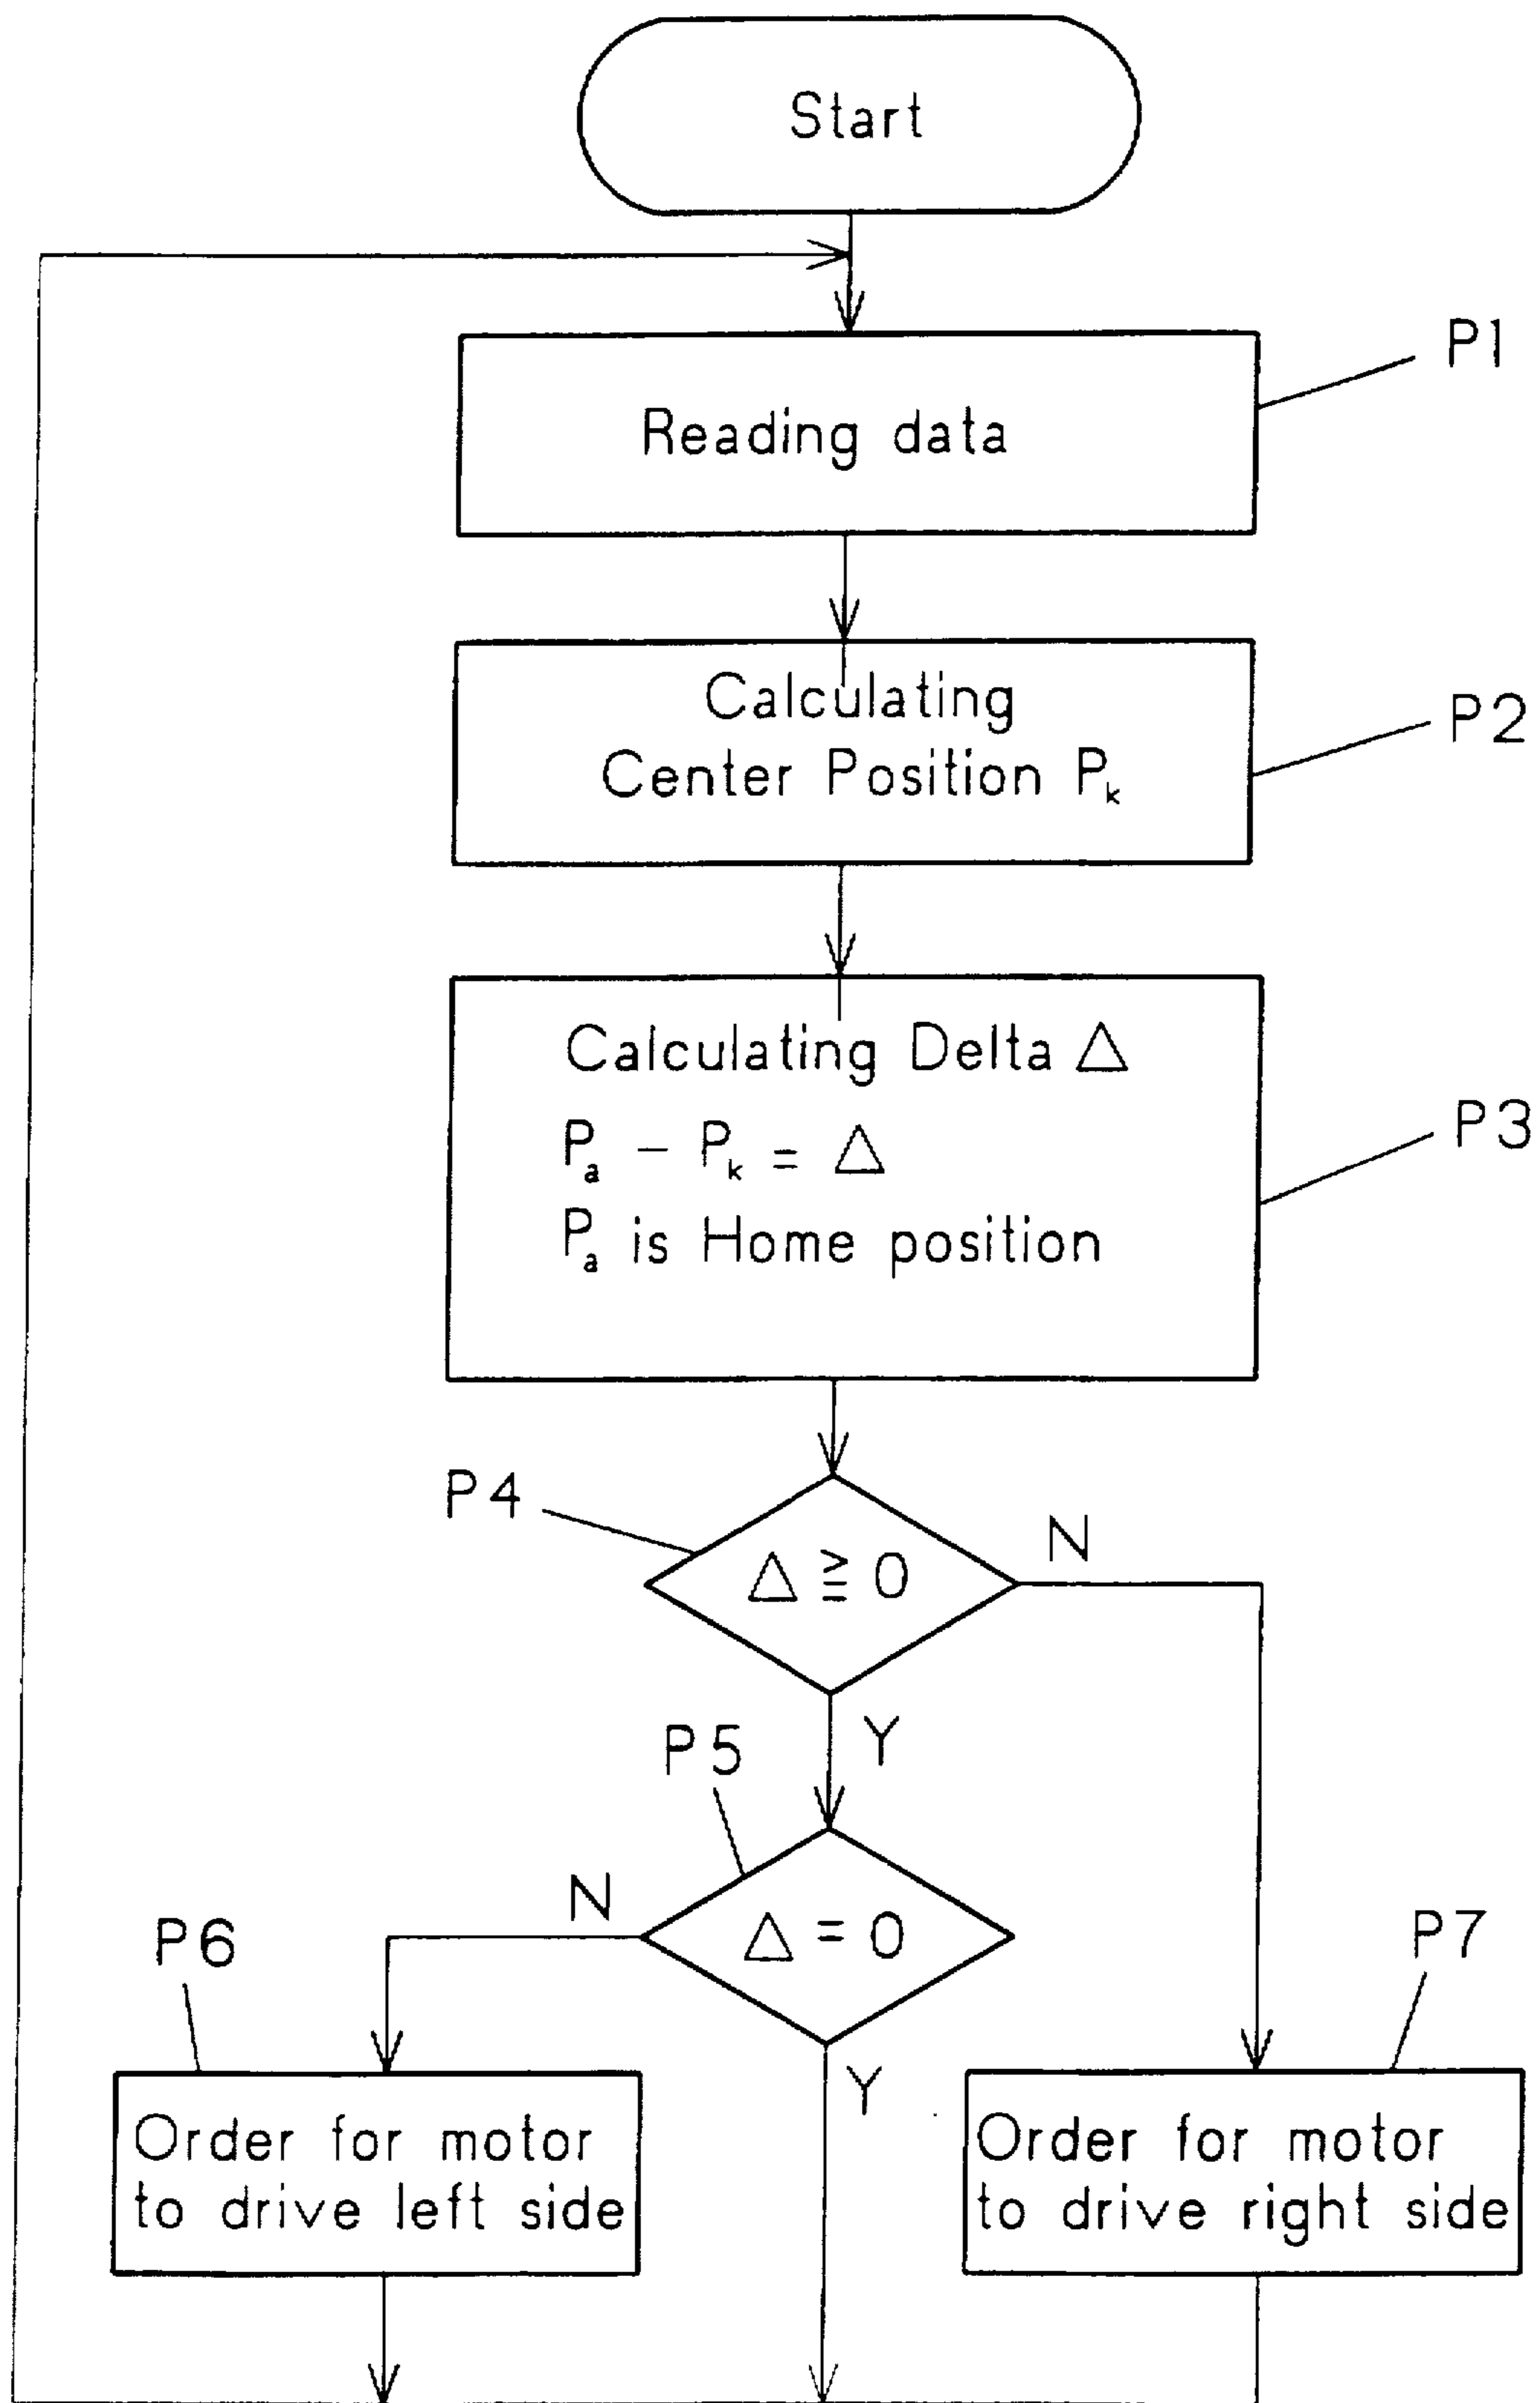 Start
P1
Reading data
Calculating
Center Position Pk
P2
Calculating Delta △
Pa - Pk = △
Pa is Home position
P3
P4
△ ≧ 0
N
Y
P5
N
△ = 0
Y
P6
P7
Order for motor
to drive left side
Order for motor
to drive right side